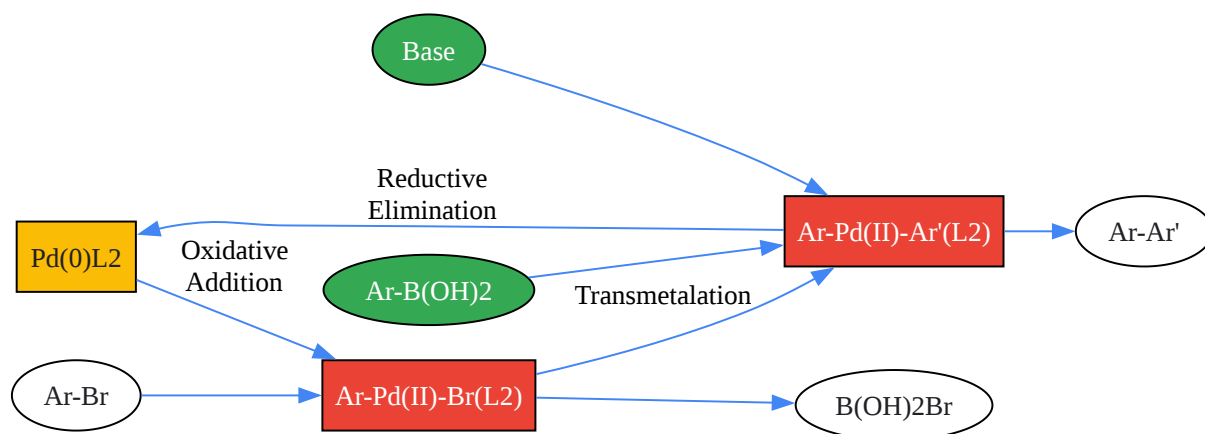 Base
Reductive
Elimination
Ar-Pd(II)-Ar'(L2)
Ar-Ar'
Pd(0)L2
Oxidative
Addition
Ar-B(OH)2
Transmetalation
Ar-Br
Ar-Pd(II)-Br(L2)
B(OH)2Br